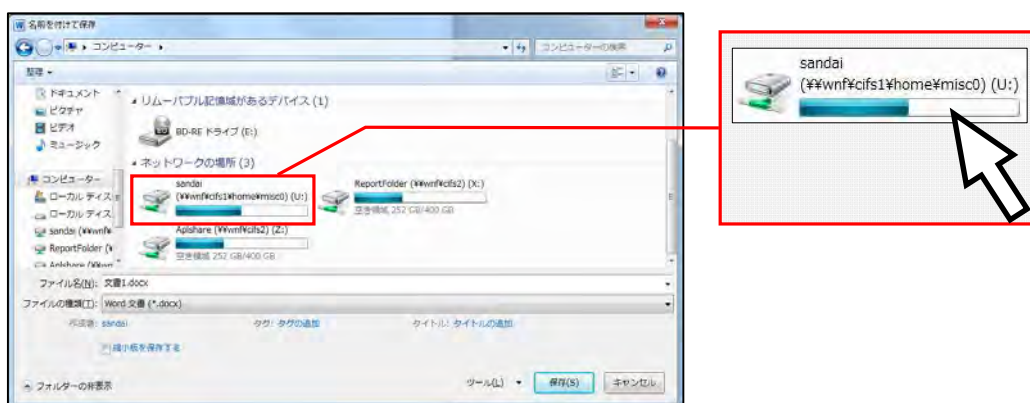 名前を付けて保存
コンピューター
コンピューターの検索
整理
ドキュメント
ピクチャ
ビデオ
ミュージック
コンピューター
ローカル ディス
ローカル ディス
sandai (¥¥wnf¥
ReportFolder (¥
Apishare (¥¥wnf
リムーバブル記憶域があるデバイス (1)
BD-RE ドライブ (E:)
ネットワークの場所 (3)
sandai
(¥¥wnf¥cifs1¥home¥misc0) (U:)
ReportFolder (¥¥wnf¥cifs2) (X:)
空き領域 252 GB/400 GB
Apishare (¥¥wnf¥cifs2) (Z:)
空き領域 252 GB/400 GB
ファイル名(N): 文書1.docx
ファイルの種類(T): Word 文書 (*.docx)
作成者: sandai タグ: タグの追加 タイトル: タイトルの追加
縮小版を保存する
フォルダーの非表示 ツール(L) 保存(S) キャンセル
sandai
(¥¥wnf¥cifs1¥home¥misc0) (U:)